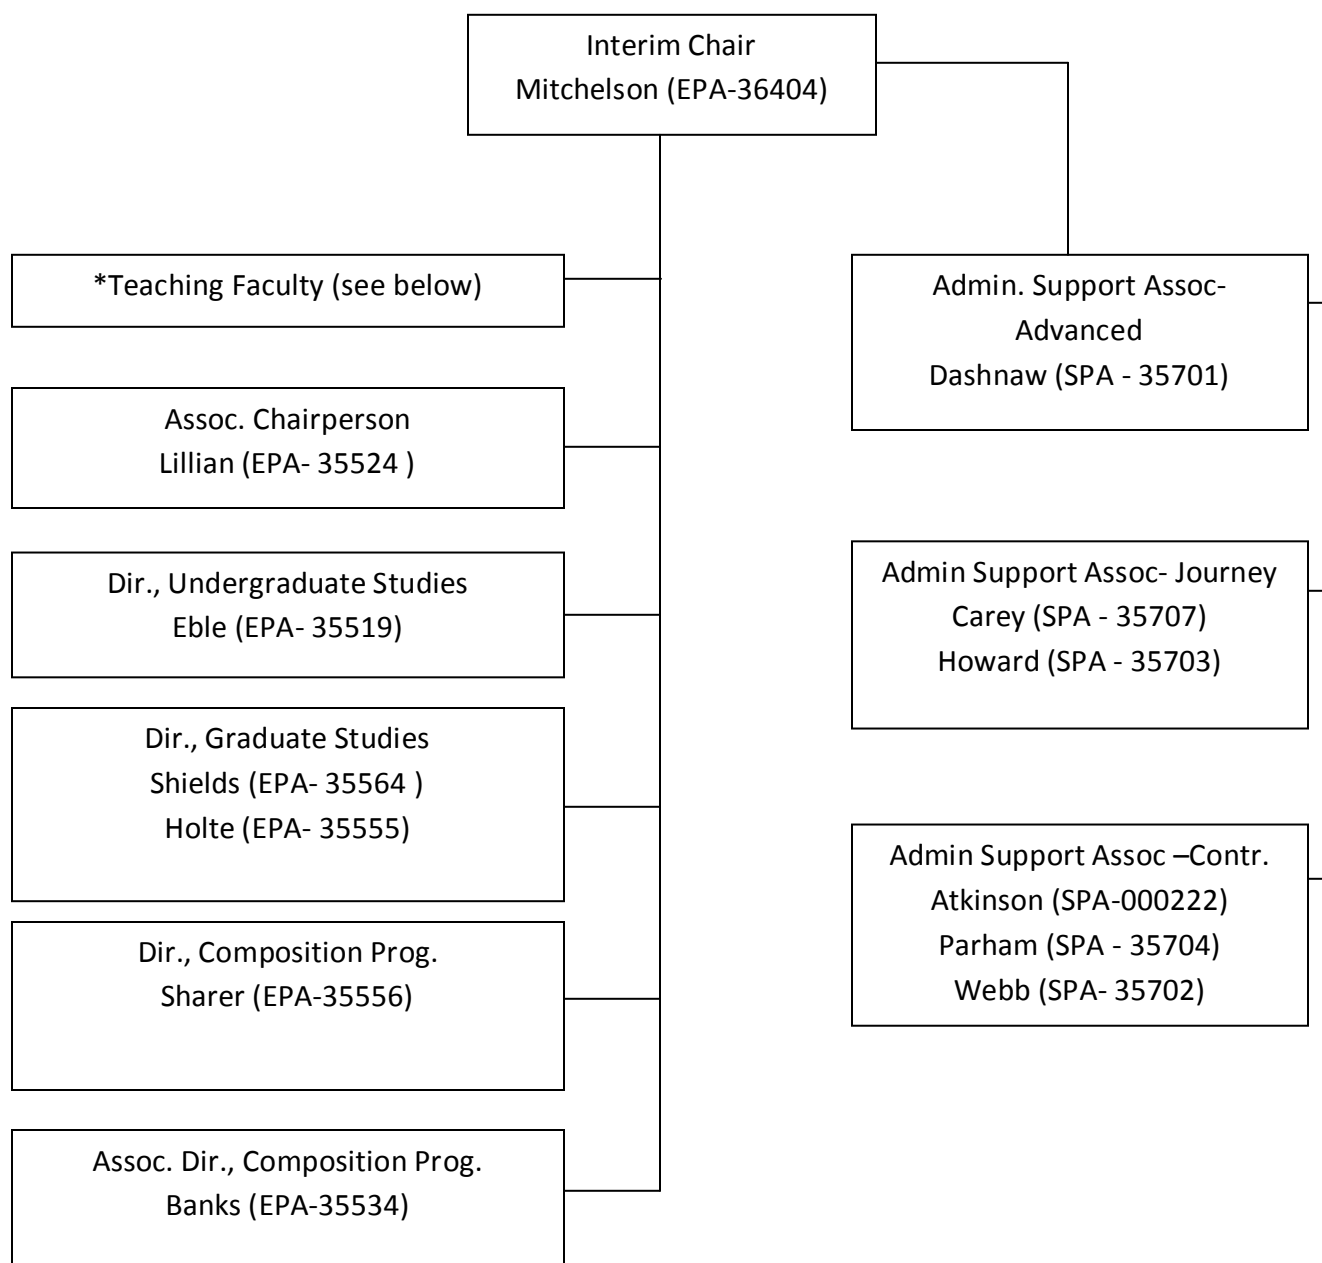 Interim Chair
Mitchelson (EPA-36404)
*Teaching Faculty (see below)
Assoc. Chairperson
Lillian (EPA- 35524 )
Dir., Undergraduate Studies
Eble (EPA- 35519)
Dir., Graduate Studies
Shields (EPA- 35564 )
Holte (EPA- 35555)
Dir., Composition Prog.
Sharer (EPA-35556)
Assoc. Dir., Composition Prog.
Banks (EPA-35534)
Admin. Support Assoc-
Advanced
Dashnaw (SPA - 35701)
Admin Support Assoc- Journey
Carey (SPA - 35707)
Howard (SPA - 35703)
Admin Support Assoc –Contr.
Atkinson (SPA-000222)
Parham (SPA - 35704)
Webb (SPA- 35702)